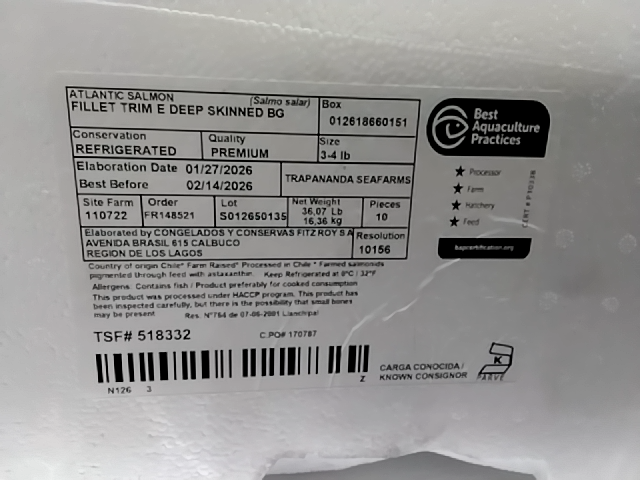 ATLANTIC SALMON
(Salmo salar)
FILLET TRIM E DEEP SKINNED BG
Box
012618660151
Conservation
REFRIGERATED
Quality
PREMIUM
Size
3-4 lb
Elaboration Date 01/27/2026
Best Before 02/14/2026
TRAPANANDA SEAFARMS
Site Farm
110722
Order
FR148521
Lot
S012650135
Net Weight
36,07 Lb
16,36 kg
Pieces
10
Elaborated by CONGELADOS Y CONSERVAS FITZ ROY S A
AVENIDA BRASIL 615 CALBUCO
REGION DE LOS LAGOS
Resolution
10156
Country of origin Chile* Farm Raised* Processed in Chile * Farmed salmonids
pigmented through feed with astaxanthin. Keep Refrigerated at 0°C / 32°F
Allergens: Contains fish / Product preferably for cooked consumption
This product was processed under HACCP program. This product has
been inspected carefully, but there is the possibility that small bones
may be present
Res. N°764 de 07-06-2001
TSF# 518332
C.PO# 170787
N126 3
Z
CARGA CONOCIDA /
KNOWN CONSIGNOR
K
PARVE
Best
Aquaculture
Practices
Processor
Farm
Hatchery
Feed
bapcertification.org